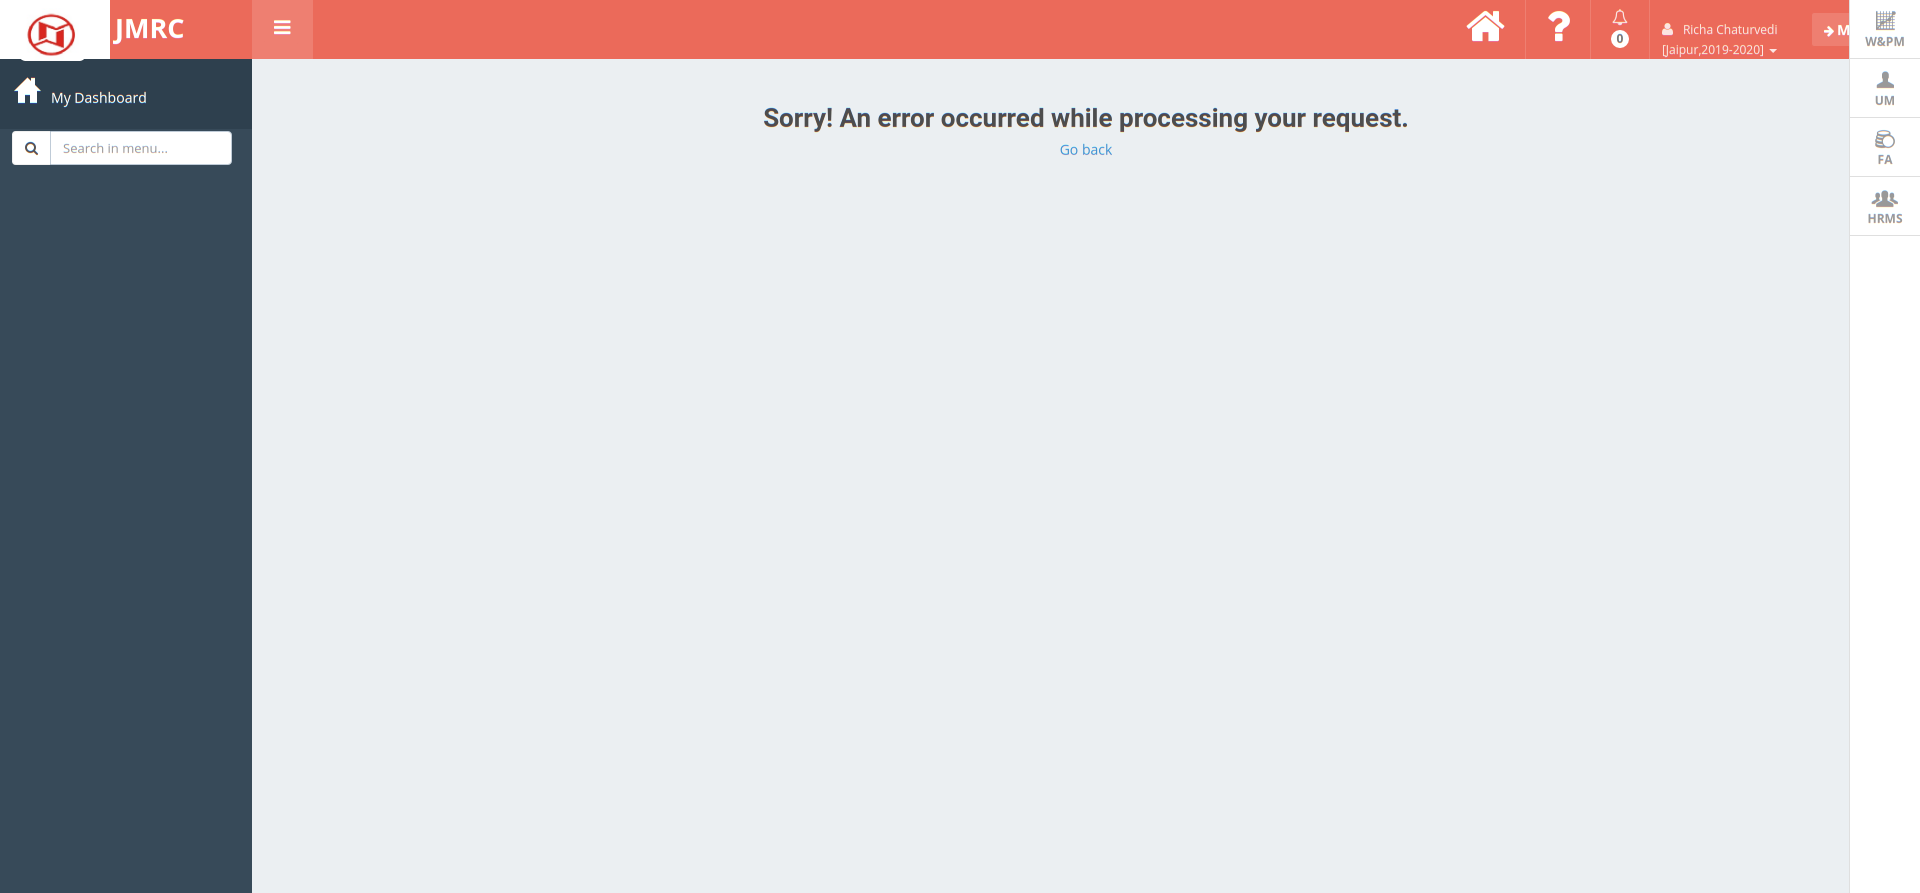 JMRC
0
Richa Chaturvedi
[Jaipur,2019-2020]
W&PM
My Dashboard
Search in menu...
UM
FA
HRMS
Sorry! An error occurred while processing your request.
Go back